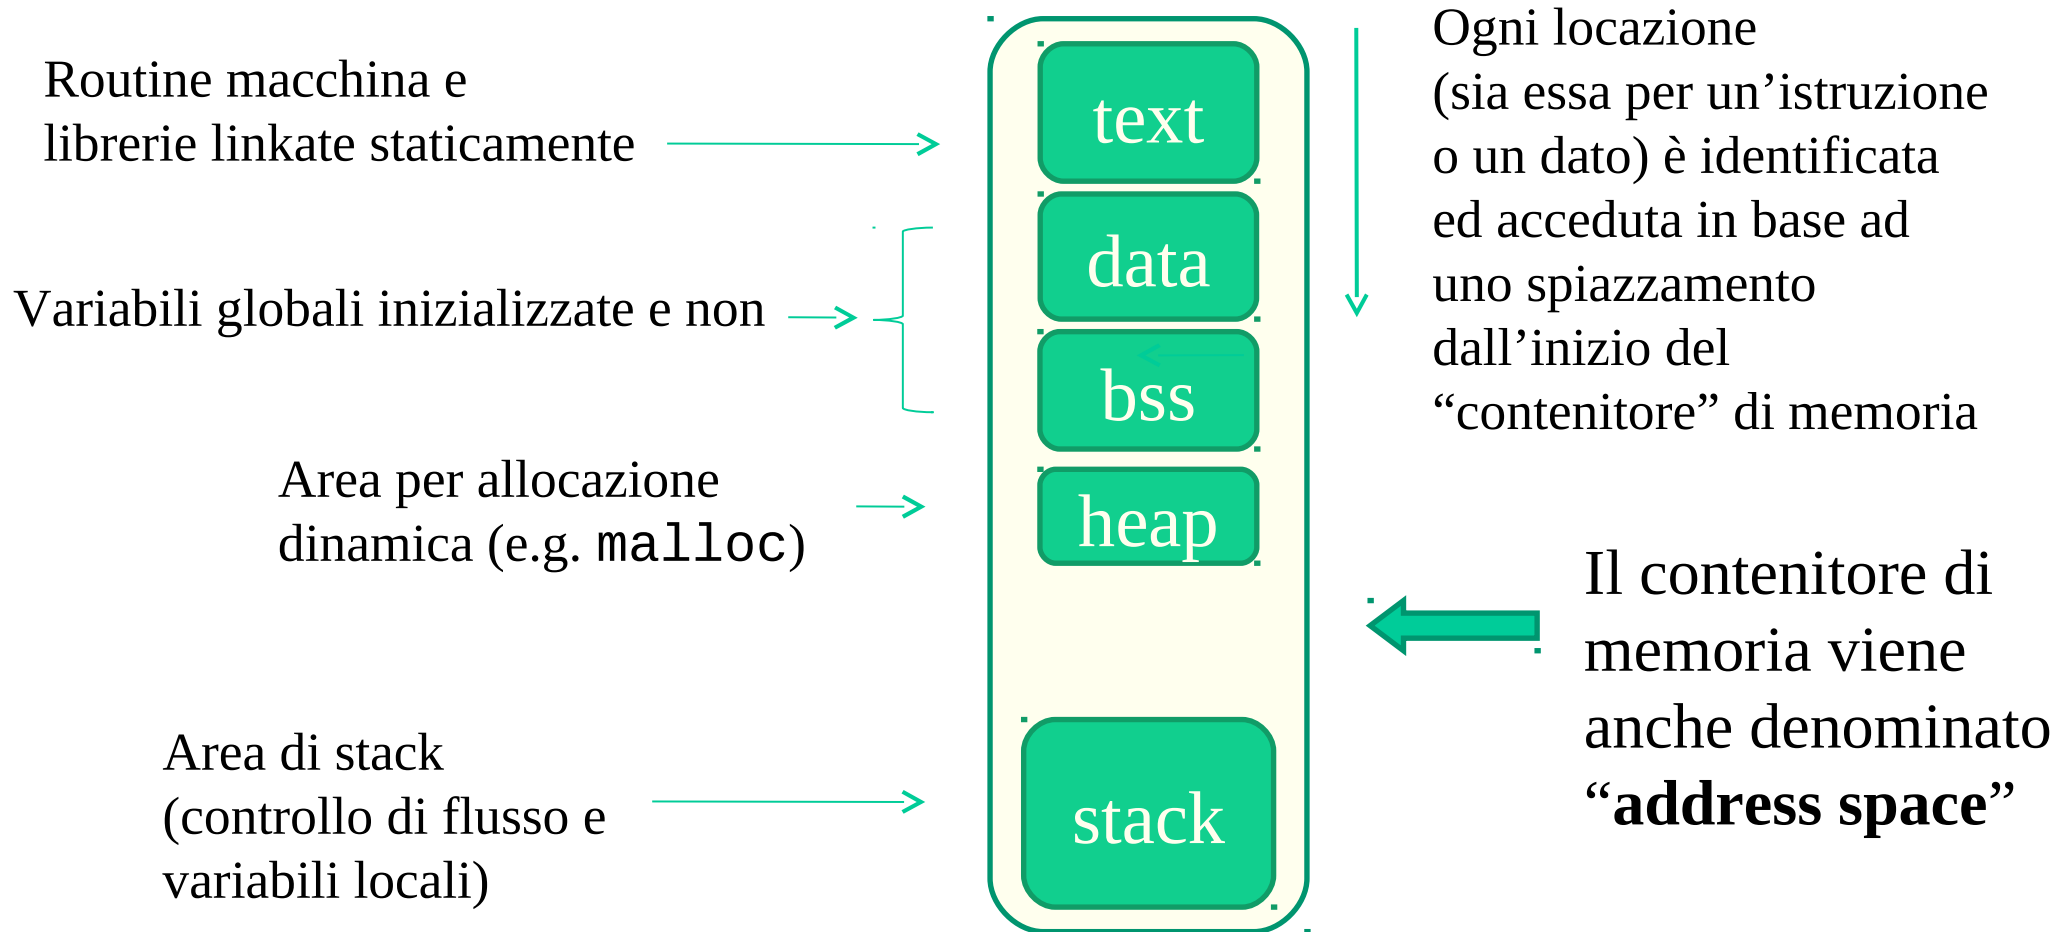 Routine macchina e
librerie linkate staticamente
Variabili globali inizializzate e non
Area per allocazione
dinamica (e.g. malloc)
Area di stack
(controllo di flusso e
variabili locali)
text
data
bss
heap
stack
Ogni locazione
(sia essa per un’istruzione
o un dato) è identificata
ed acceduta in base ad
uno spiazzamento
dall’inizio del
“contenitore” di memoria
Il contenitore di
memoria viene
anche denominato
“address space”